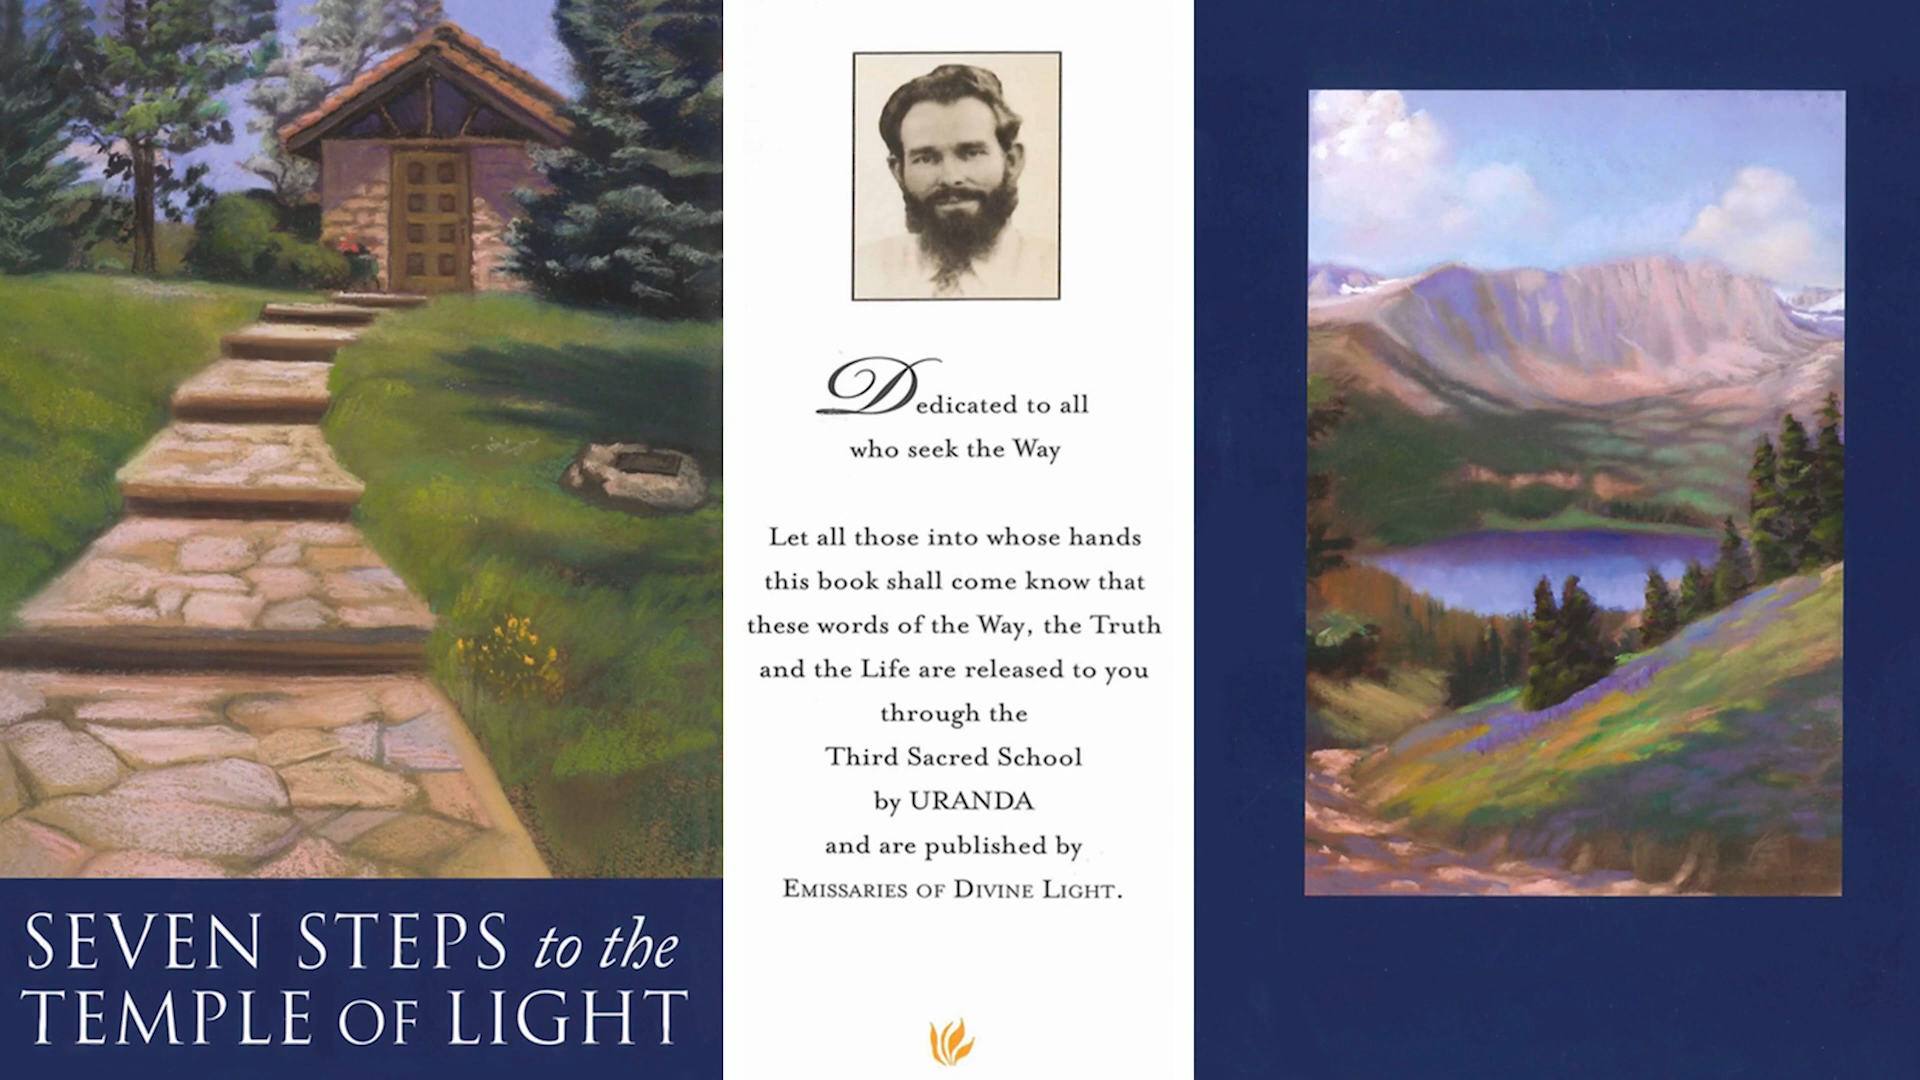 SEVEN STEPS to the
TEMPLE OF LIGHT
Dedicated to all
who seek the Way
Let all those into whose hands
this book shall come know that
these words of the Way, the Truth
and the Life are released to you
through the
Third Sacred School
by URANDA
and are published by
EMISSARIES OF DIVINE LIGHT.